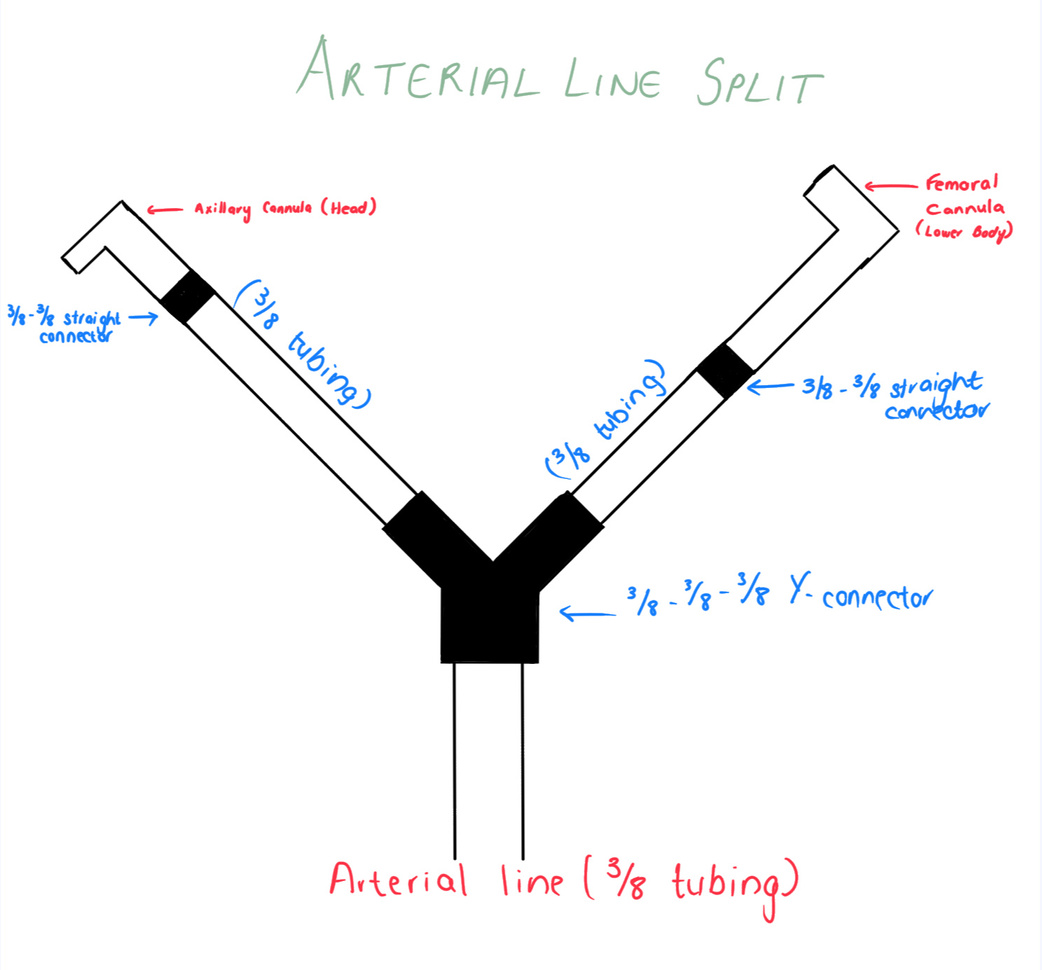 ARTERIAL LINE SPLIT
Axillary Cannula (Head)
Femoral
Cannula
(Lower Body)
3/8-3/8 straight
connector
(3/8 tubing)
(3/8 tubing)
3/8-3/8 straight
connector
3/8-3/8-3/8 Y-connector
Arterial line (3/8 tubing)